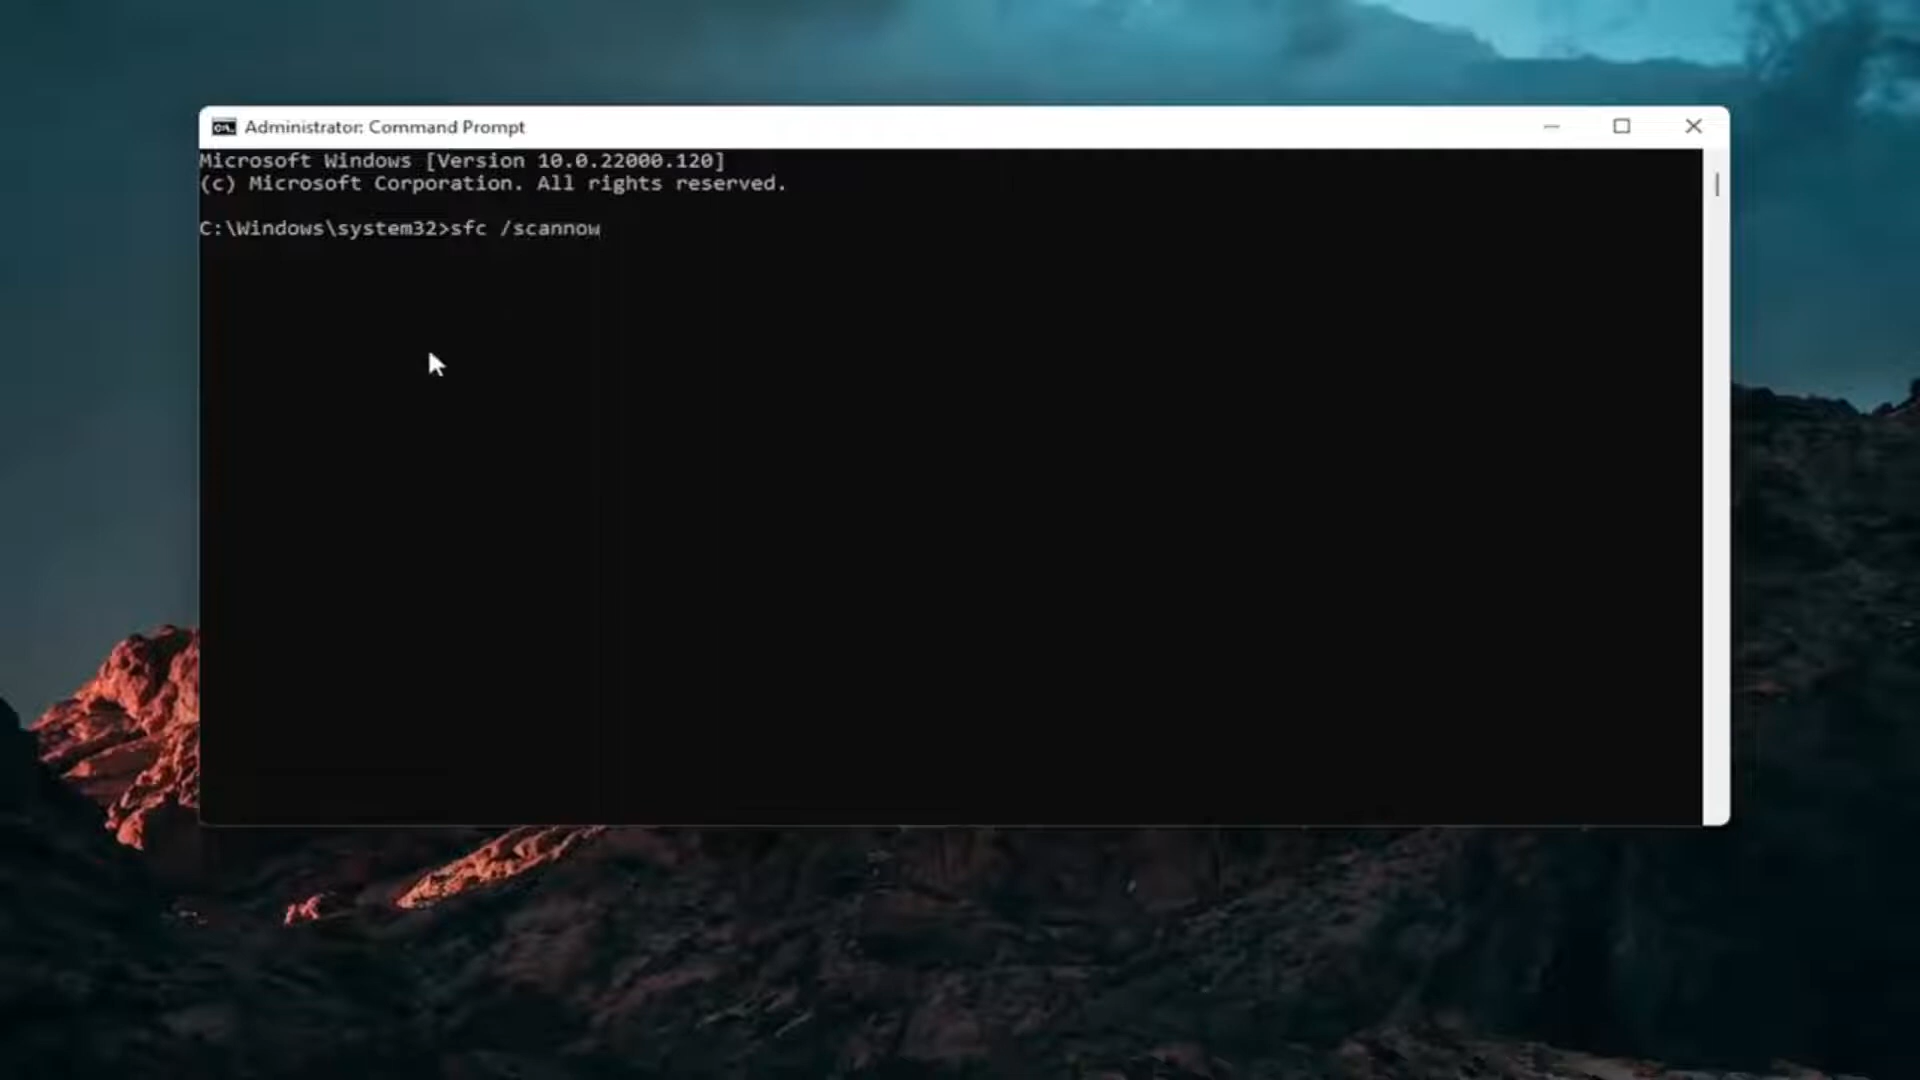 Administrator: Command Prompt
Microsoft Windows [Version 10.0.22000.120]
(c) Microsoft Corporation. All rights reserved.
C:\Windows\system32>sfc /scannow